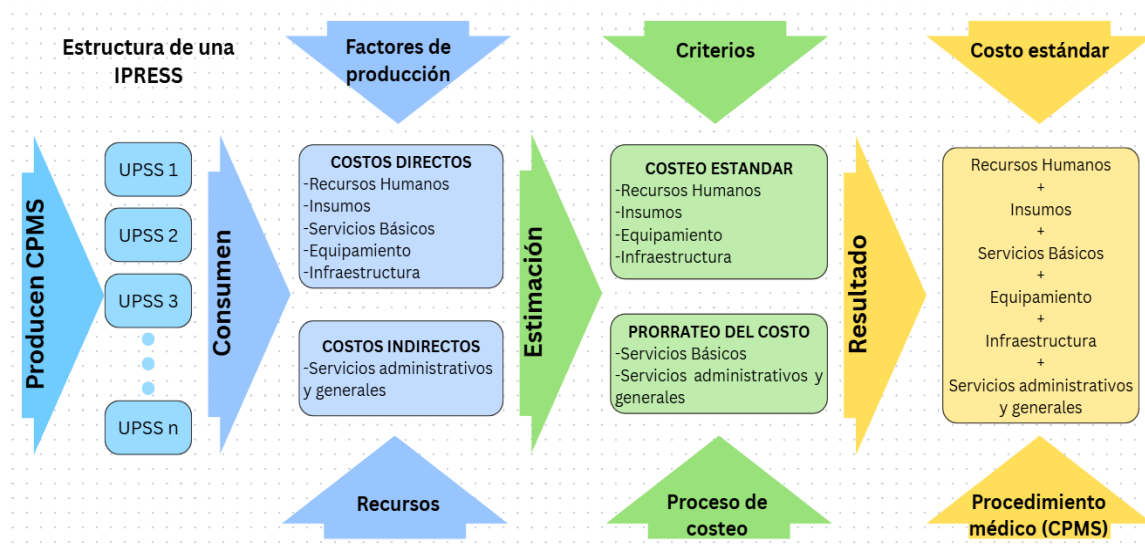 Estructura de una
IPRESS
Factores de
producción
Criterios
Costo estándar
Producen CPMS
UPSS 1
UPSS 2
UPSS 3
UPSS n
Consumen
COSTOS DIRECTOS
-Recursos Humanos
-Insumos
-Servicios Básicos
-Equipamiento
-Infraestructura
COSTOS INDIRECTOS
-Servicios administrativos
y generales
Estimación
COSTEO ESTANDAR
-Recursos Humanos
-Insumos
-Equipamiento
-Infraestructura
PRORRATEO DEL COSTO
-Servicios Básicos
-Servicios administrativos y
generales
Resultado
Recursos Humanos
+
Insumos
+
Servicios Básicos
+
Equipamiento
+
Infraestructura
+
Servicios administrativos
y generales
Recursos
Proceso de
costeo
Procedimiento
médico (CPMS)